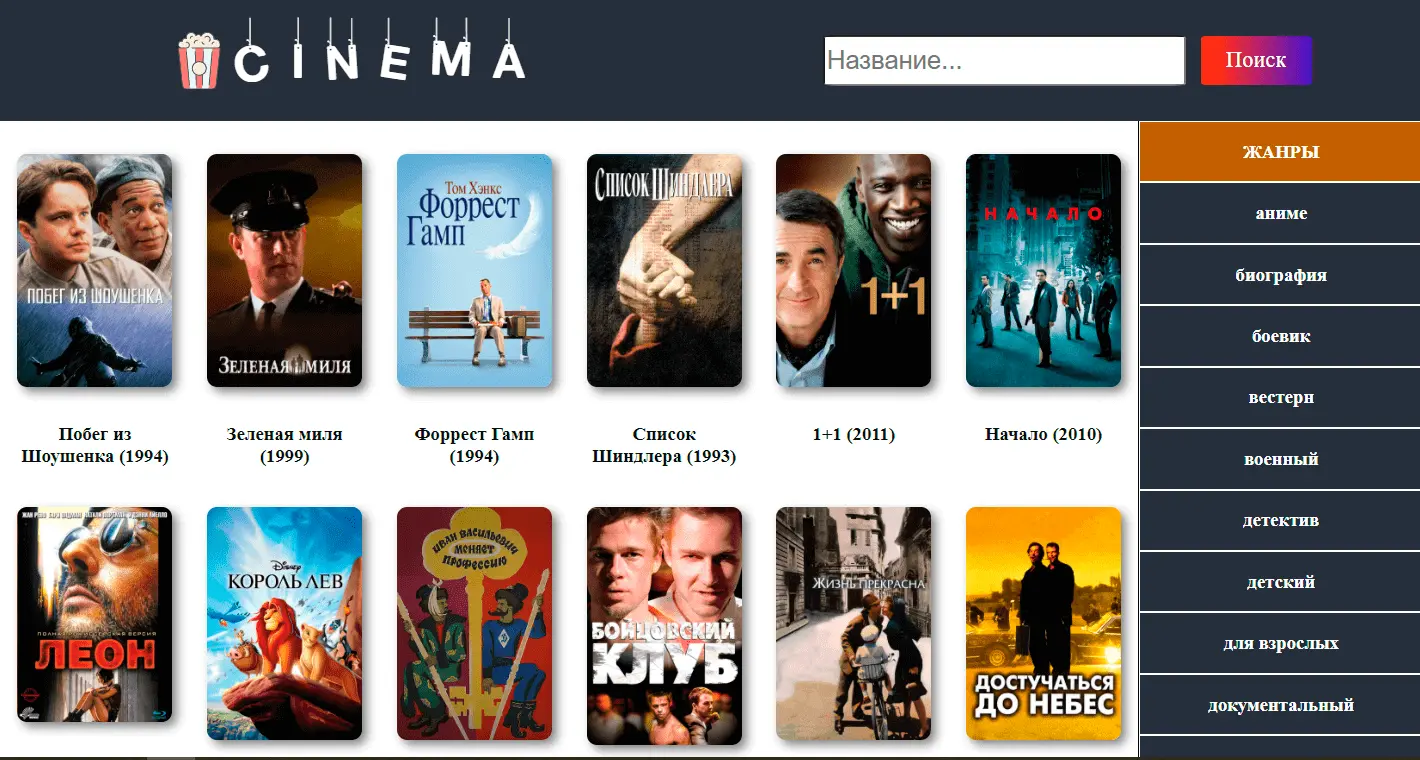 CINEMA
Название...
Поиск
ЖАНРЫ
аниме
биография
боевик
вестерн
военный
детектив
детский
для взрослых
документальный
ПОБЕГ ИЗ ШОУШЕНКА
ЗЕЛЕНАЯ МИЛЯ
ТОМ ХЭНКС
ФОРРЕСТ
ГАМП
СПИСОК ШИНДЛЕРА
1+1
НАЧАЛО
Побег из
Шоушенка (1994)
Зеленая миля
(1999)
Форрест Гамп
(1994)
Список
Шиндлера (1993)
1+1 (2011)
Начало (2010)
ЛЕОН
Disney
КОРОЛЬ ЛЕВ
ИВАН ВАСИЛЬЕВИЧ
МЕНЯЕТ
ПРОФЕССИЮ
БОЙЦОВСКИЙ
КЛУБ
ЖИЗНЬ ПРЕКРАСНА
ДОСТУЧАТЬСЯ
ДО НЕБЕС